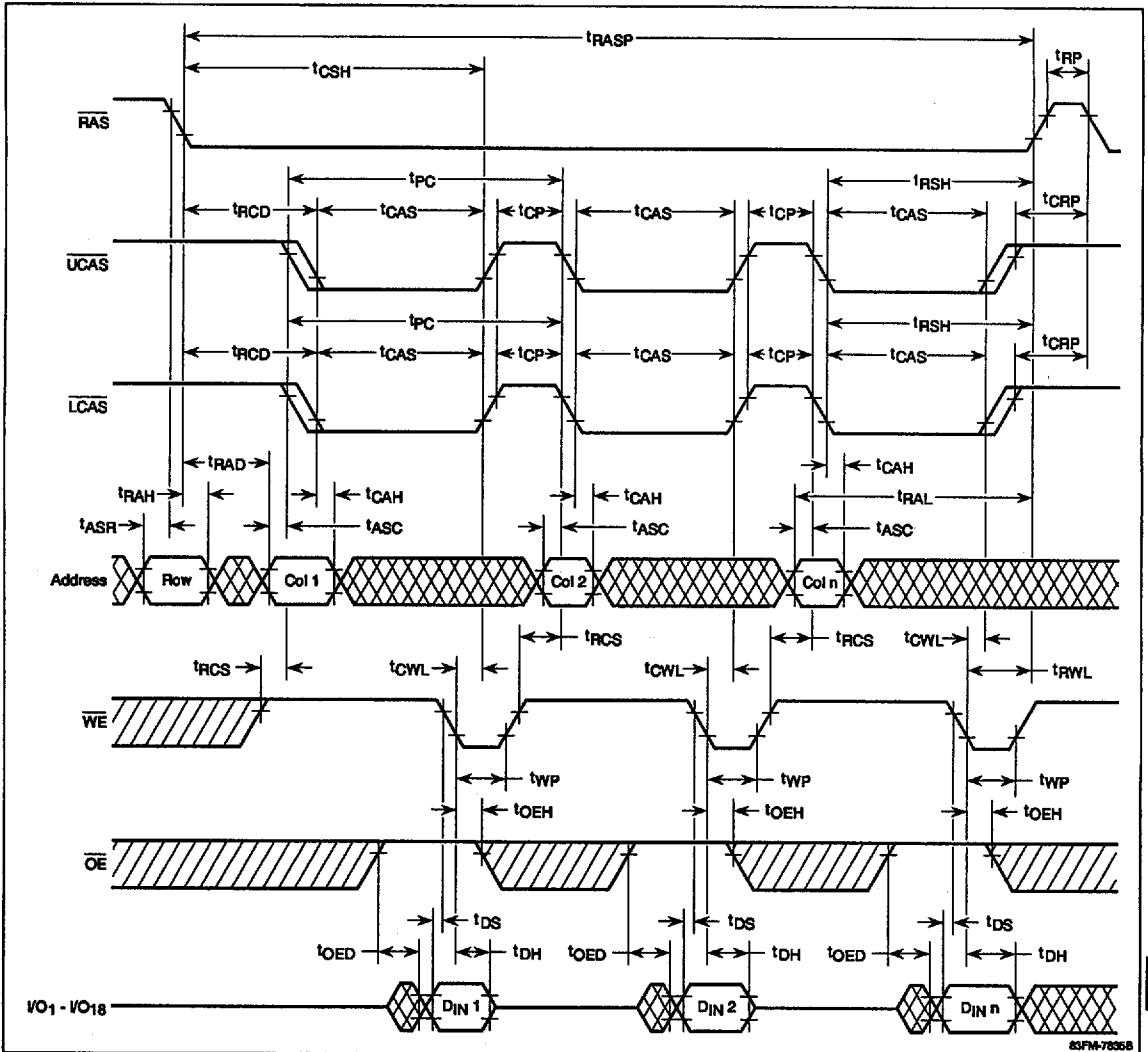 tRASP
tRP
tCSH
RAS
tPC
tRSH
tRCD
tCAS
tCP
tCAS
tCP
tCAS
tCRP
UCAS
tPC
tRSH
tRCD
tCAS
tCP
tCAS
tCP
tCAS
tCRP
LCAS
tRAD
tCAH
tRAH
tCAH
tCAH
tRAL
tASR
tASC
tASC
tASC
Address
Row
Col 1
Col 2
Col n
tRCS
tRCS
tCWL
tRCS
tCWL
tCWL
tRWL
WE
tWP
tWP
tWP
tOEH
tOEH
tOEH
OE
tDS
tDS
tDS
tOED
tDH
tOED
tDH
tOED
tDH
I/O1 - I/O18
DIN 1
DIN 2
DIN n
83FM-7835B